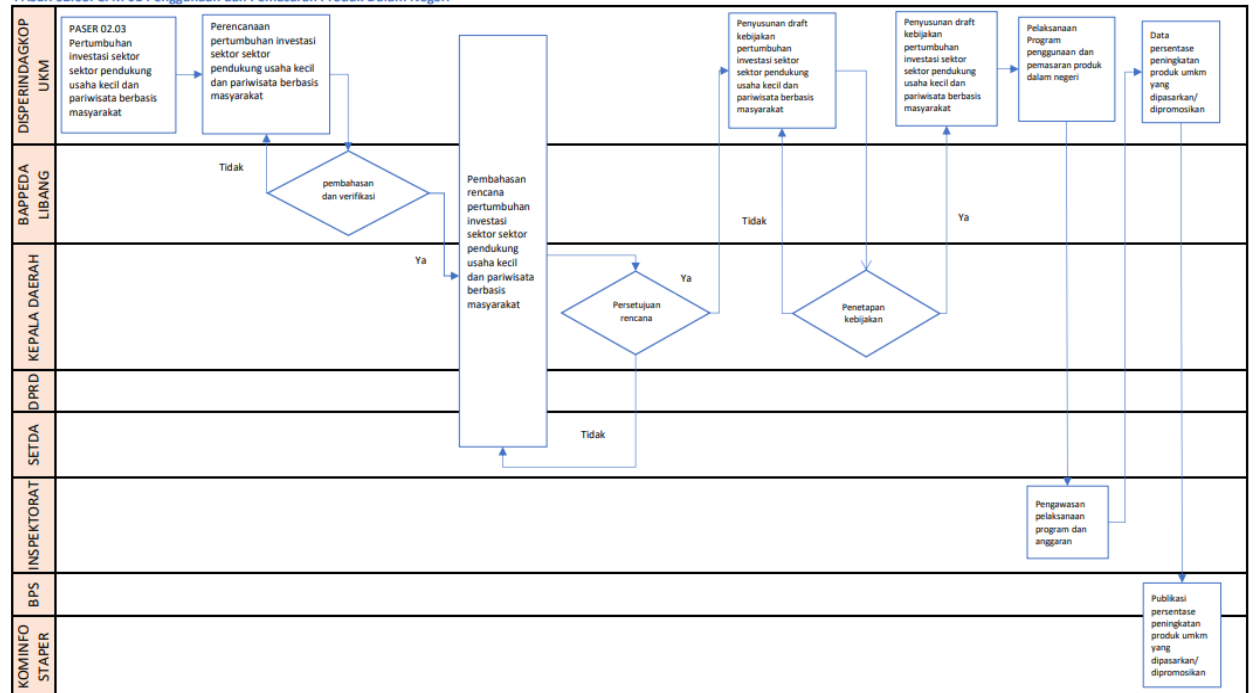 DISPERINDAGKOP
UKM
PASER 02.03
Pertumbuhan
investasi sektor
sektor pendukung
usaha kecil dan
pariwisata berbasis
masyarakat
Perencanaan
pertumbuhan investasi
sektor sektor
pendukung usaha kecil
dan pariwisata berbasis
masyarakat
Penyusunan draft
kebijakan
pertumbuhan
investasi sektor
sektor pendukung
usaha kecil dan
pariwisata berbasis
masyarakat
Penyusunan draft
kebijakan
pertumbuhan
investasi sektor
sektor pendukung
usaha kecil dan
pariwisata berbasis
masyarakat
Pelaksanaan
Program
penggunaan dan
pemasaran produk
dalam negeri
Data
persentase
peningkatan
produk umkm
yang
dipasarkan/
dipromosikan
BAPPEDA
LIBANG
Tidak
pembahasan
dan verifikasi
Pembahasan
rencana
pertumbuhan
investasi
sektor sektor
pendukung
usaha kecil
dan pariwisata
berbasis
masyarakat
Tidak
Ya
KEPALA DAERAH
Ya
Persetujuan
rencana
Ya
Penetapan
kebijakan
DPRD
SETDA
Tidak
INSPEKTORAT
Pengawasan
pelaksanaan
program dan
anggaran
BPS
Publikasi
persentase
peningkatan
produk umkm
yang
dipasarkan/
dipromosikan
KOMINFO
STAPER